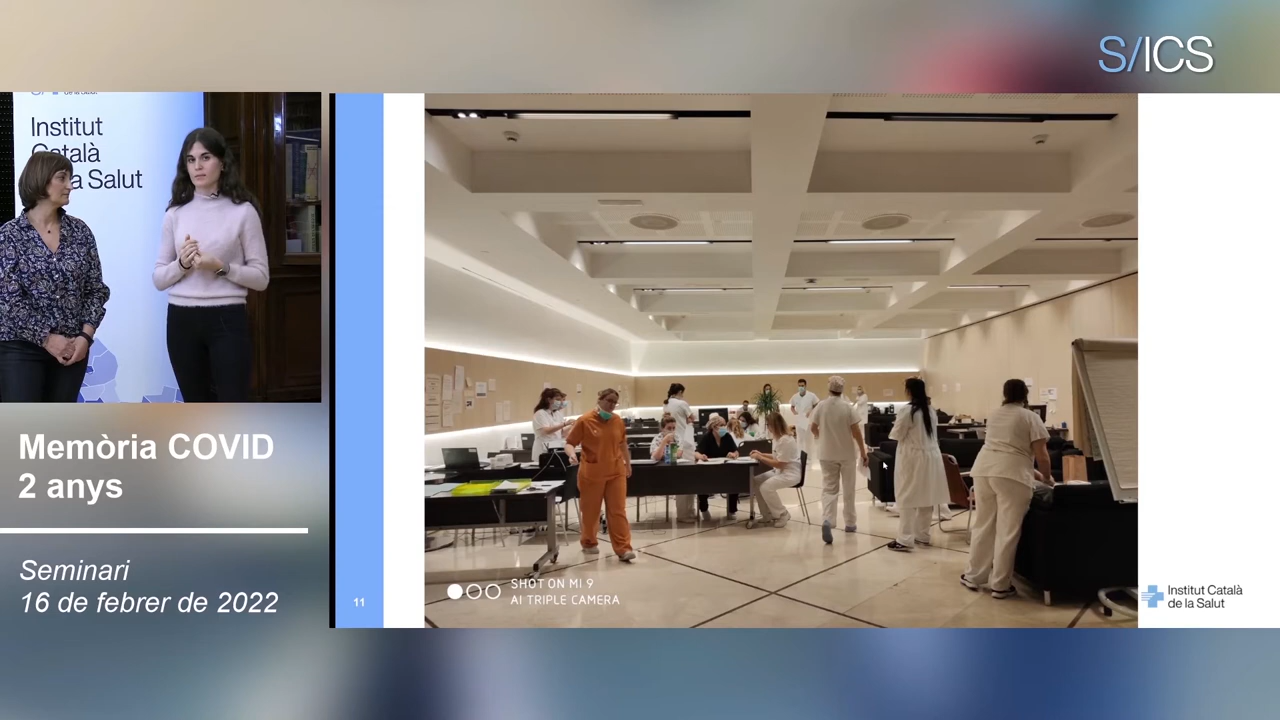 S/ICS
Institut
Català
la Salut
Memòria COVID
2 anys
Seminari
16 de febrer de 2022
11
SHOT ON MI 9
AI TRIPLE CAMERA
Institut Català
de la Salut